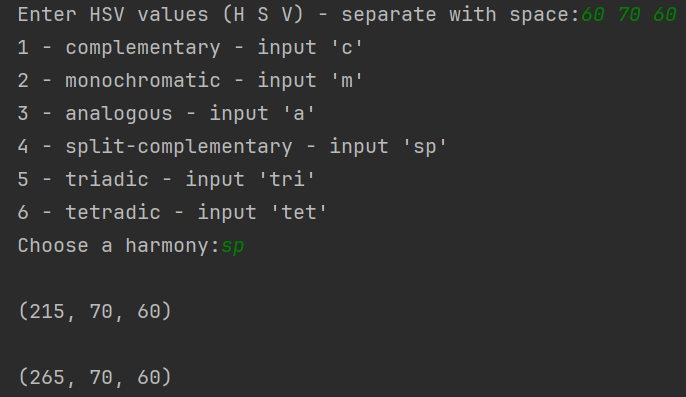 Enter HSV values (H S V) - separate with space:60 70 60
1 - complementary - input 'c'
2 - monochromatic - input 'm'
3 - analogous - input 'a'
4 - split-complementary - input 'sp'
5 - triadic - input 'tri'
6 - tetradic - input 'tet'
Choose a harmony:sp
(215, 70, 60)
(265, 70, 60)